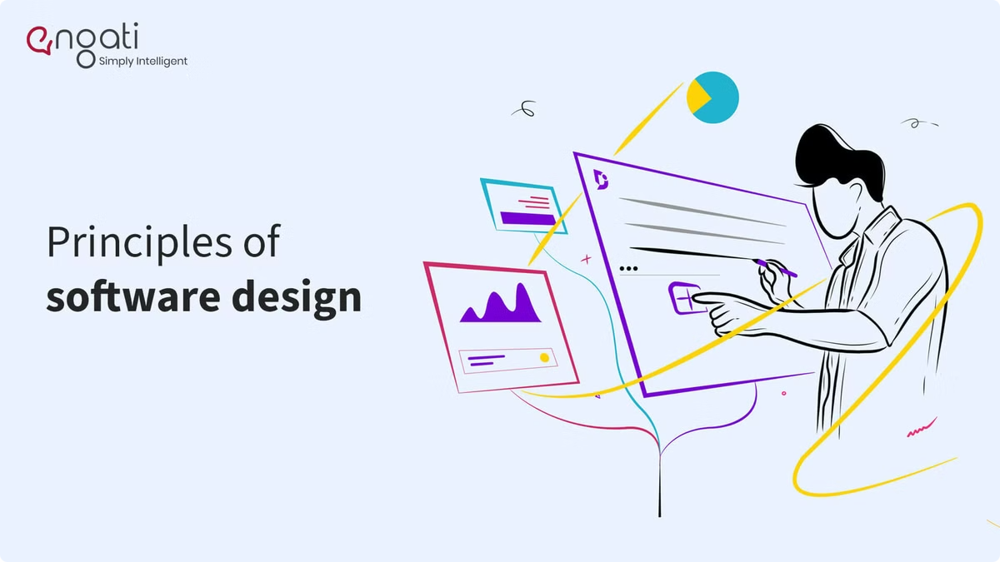 engati
Simply Intelligent
Principles of
software design